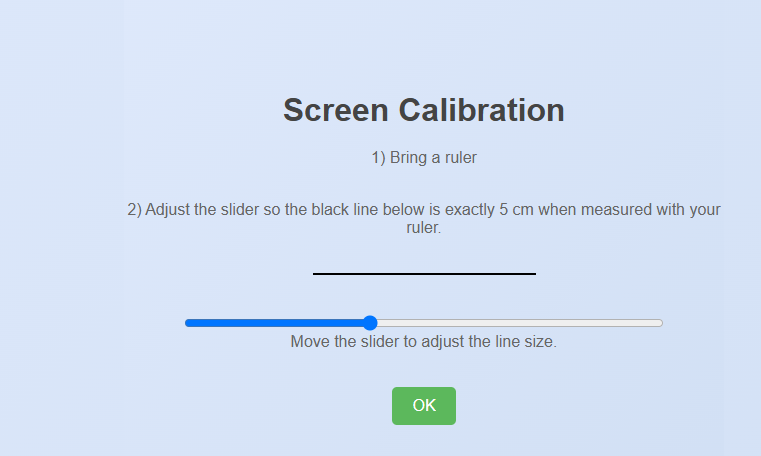 Screen Calibration
1) Bring a ruler
2) Adjust the slider so the black line below is exactly 5 cm when measured with your
ruler.
Move the slider to adjust the line size.
OK